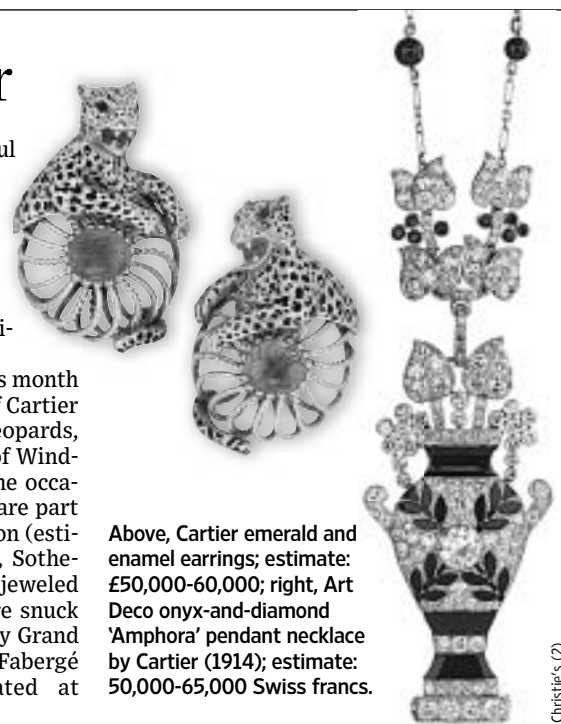 r
ul
i-
s month
f Cartier
eopards,
of Wind-
ne occa-
are part
on (esti-
, Sothe-
jeweled
re snuck
y Grand
Fabergé
ated at
Above, Cartier emerald and
enamel earrings; estimate:
£50,000-60,000; right, Art
Deco onyx-and-diamond
‘Amphora’ pendant necklace
by Cartier (1914); estimate:
50,000-65,000 Swiss francs.
Christie's (2)